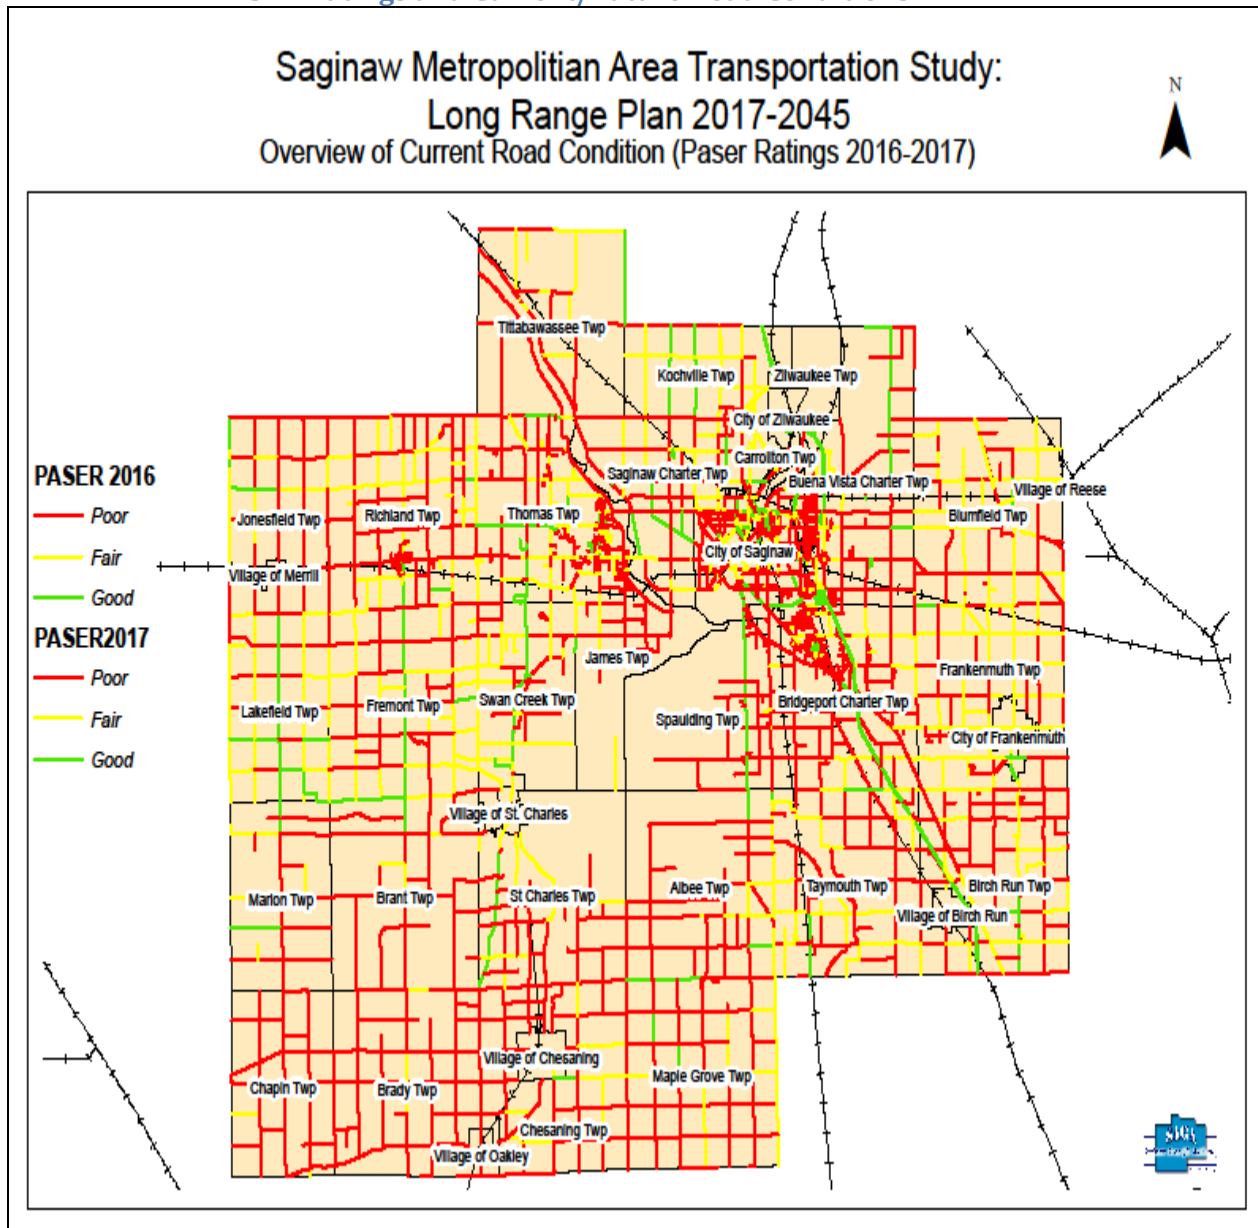 Saginaw Metropolitian Area Transportation Study:
Long Range Plan 2017-2045
Overview of Current Road Condition (Paser Ratings 2016-2017)
N
Tittabawassee Twp
Kochville Twp
Zilwaukee Twp
City of Zilwaukee
Carrollton Twp
Saginaw Charter Twp
Buena Vista Charter Twp
Village of Reese
PASER 2016
Poor
Fair
Good
PASER2017
Poor
Fair
Good
Jonesfield Twp
Richland Twp
Thomas Twp
Blumfield Twp
City of Saginaw
Village of Merrill
James Twp
Frankenmuth Twp
Lakefield Twp
Fremont Twp
Swan Creek Twp
Spaulding Twp
Bridgeport Charter Twp
City of Frankenmuth
Village of St. Charles
Marion Twp
Brant Twp
St Charles Twp
Albee Twp
Taymouth Twp
Birch Run Twp
Village of Birch Run
Village of Chesaning
Chapin Twp
Brady Twp
Maple Grove Twp
Chesaning Twp
Village of Oakley